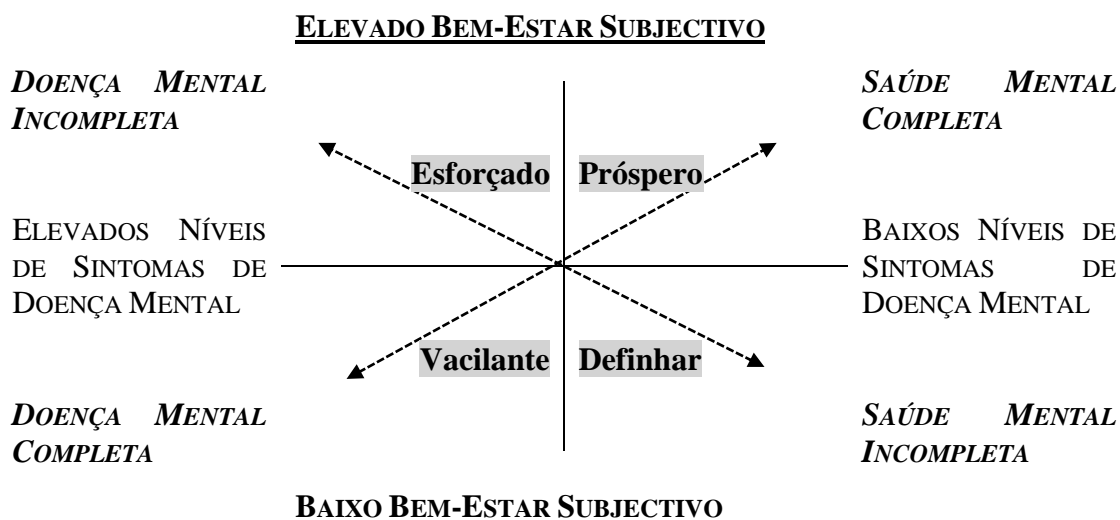 ELEVADO BEM-ESTAR SUBJECTIVO
DOENÇA MENTAL
INCOMPLETA
SAÚDE MENTAL
COMPLETA
Esforçado
Próspero
ELEVADOS NÍVEIS
DE SINTOMAS DE
DOENÇA MENTAL
BAIXOS NÍVEIS DE
SINTOMAS DE
DOENÇA MENTAL
Vacilante
Definhar
DOENÇA MENTAL
COMPLETA
SAÚDE MENTAL
INCOMPLETA
BAIXO BEM-ESTAR SUBJECTIVO